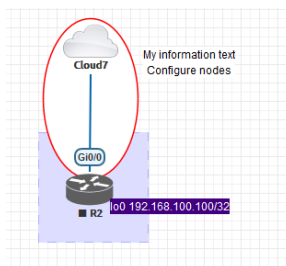 Cloud7
My information text
Configure nodes
Gi0/0
lo0 192.168.100.100/32
R2